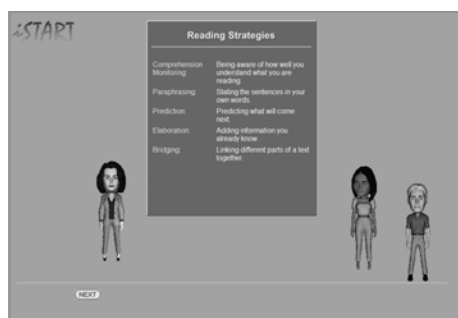 iSTART
Reading Strategies
Comprehension Monitoring: Being aware of how well you understand what you are reading.
Paraphrasing: Stating the sentences in your own words.
Prediction: Predicting what will come next.
Elaboration: Adding information you already know.
Bridging: Linking different parts of a text together.
NEXT